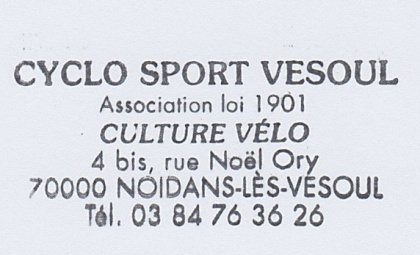 CYCLO SPORT VESOUL
Association loi 1901
CULTURE VÉLO
4 bis, rue Noël Ory
70000 NOIDANS-LÈS-VESOUL
Tél. 03 84 76 36 26